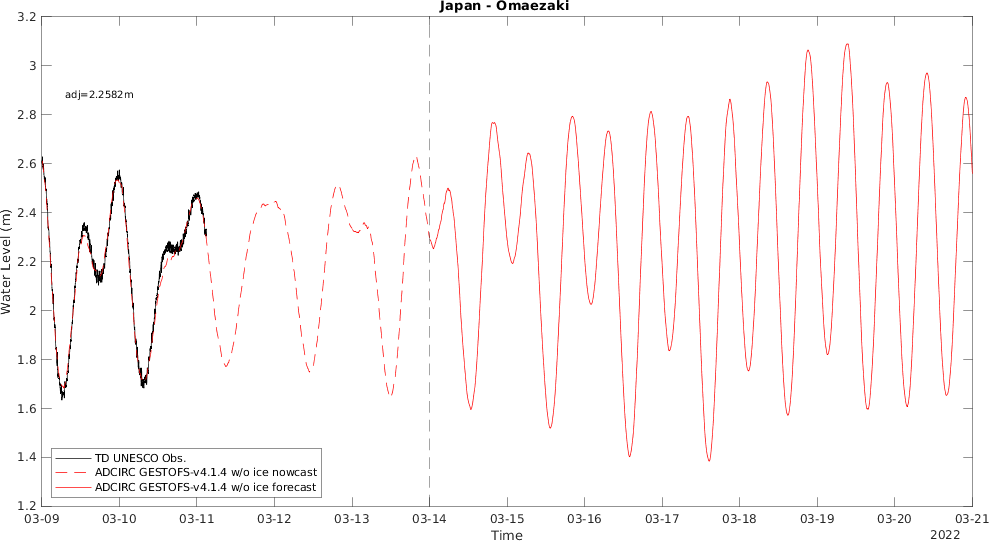 Japan - Omaezaki
3.2
3
2.8
2.6
2.4
2.2
2
1.8
1.6
1.4
1.2
Water Level (m)
adj=2.2582m
TD UNESCO Obs.
ADCIRC GESTOFS-v4.1.4 w/o ice nowcast
ADCIRC GESTOFS-v4.1.4 w/o ice forecast
03-09 03-10 03-11 03-12 03-13 03-14 03-15 03-16 03-17 03-18 03-19 03-20 03-21
Time
2022